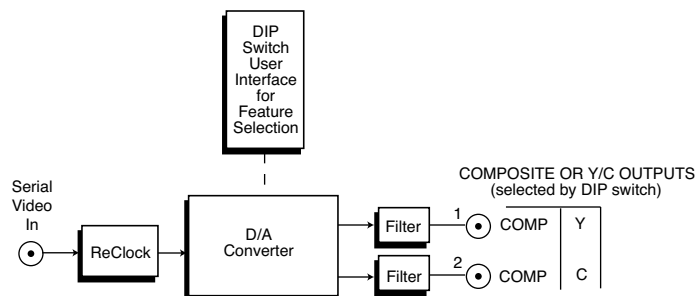 DIP
Switch
User
Interface
for
Feature
Selection
COMPOSITE OR Y/C OUTPUTS
(selected by DIP switch)
Serial
Video
In
ReClock
D/A
Converter
Filter
1
COMP
Y
Filter
2
COMP
C